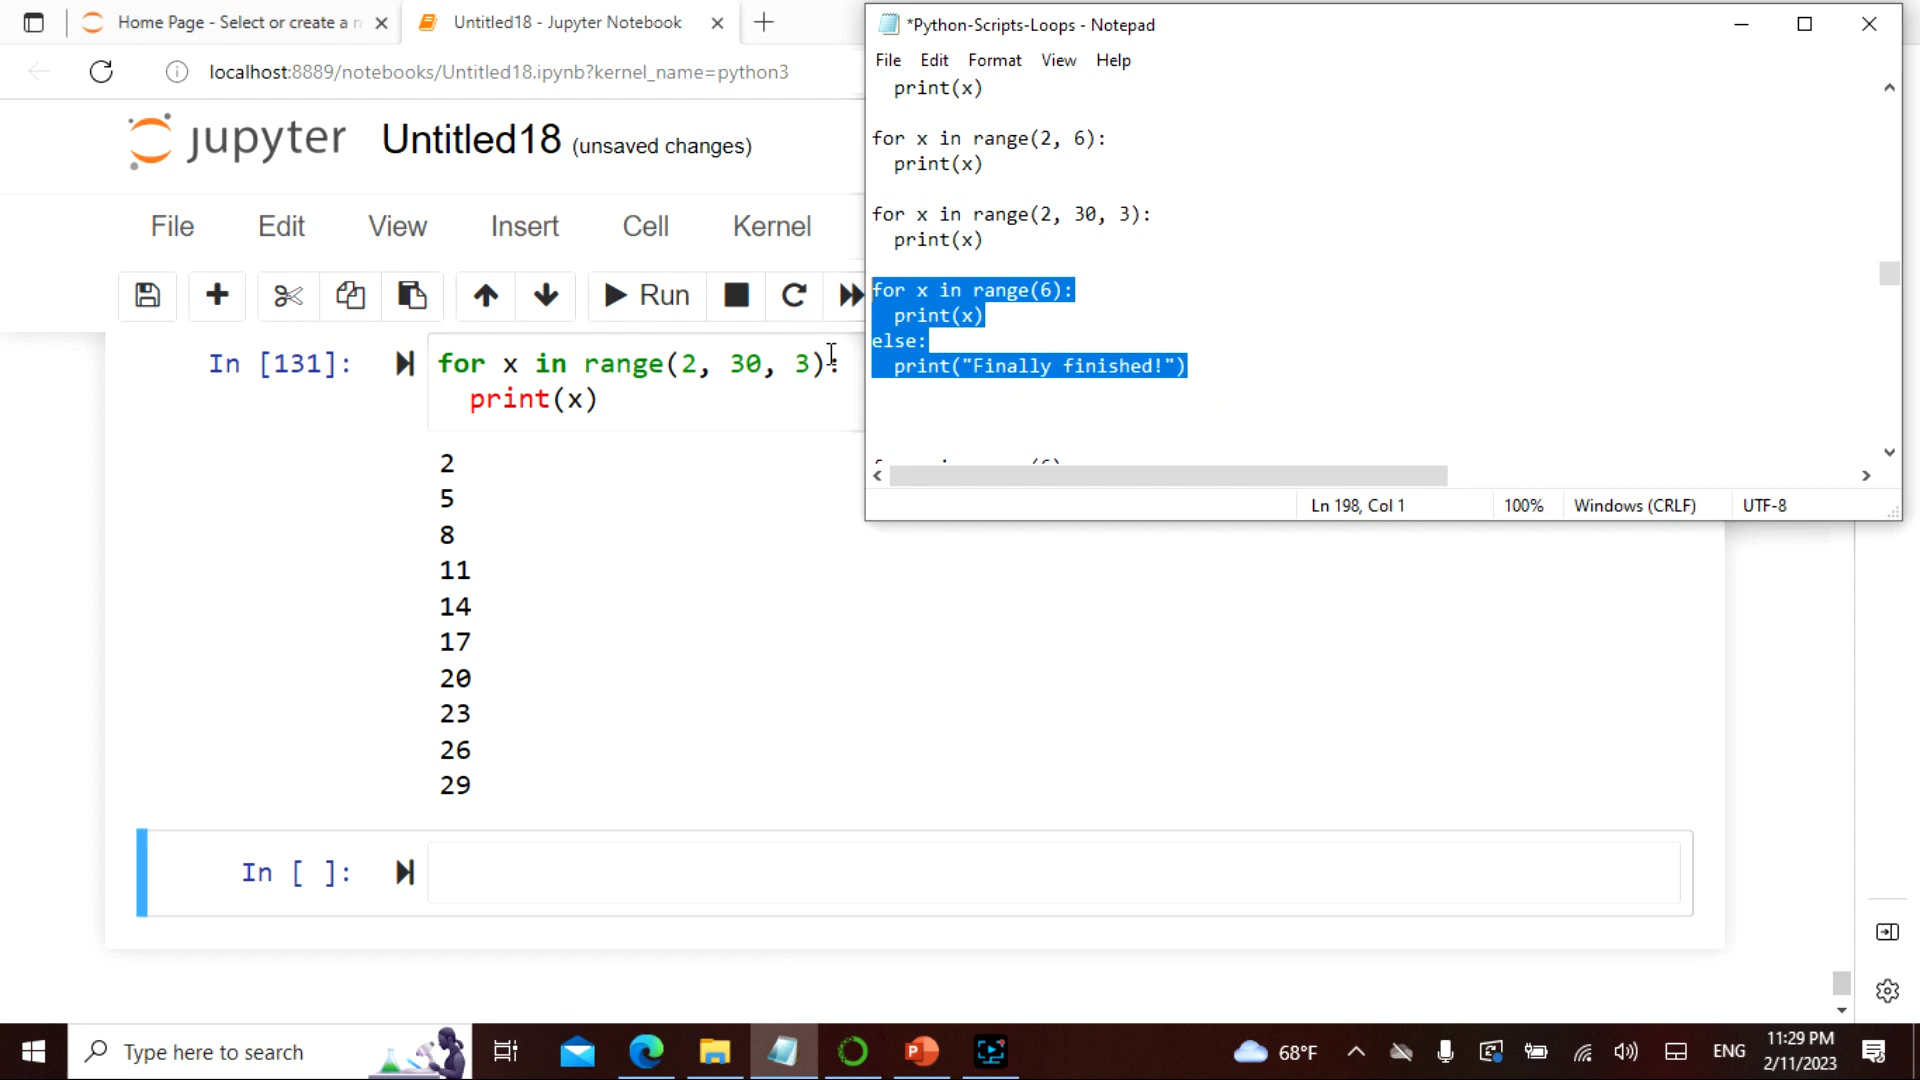 Home Page - Select or create a n
Untitled18 - Jupyter Notebook
localhost:8889/notebooks/Untitled18.ipynb?kernel_name=python3
jupyter Untitled18 (unsaved changes)
File Edit View Insert Cell Kernel
Run
In [131]:
for x in range(2, 30, 3):
print(x)
2
5
8
11
14
17
20
23
26
29
In [ ]:
*Python-Scripts-Loops - Notepad
File Edit Format View Help
print(x)
for x in range(2, 6):
print(x)
for x in range(2, 30, 3):
print(x)
for x in range(6):
print(x)
else:
print("Finally finished!")
Ln 198, Col 1 100% Windows (CRLF) UTF-8
Type here to search
68°F
ENG
11:29 PM
2/11/2023